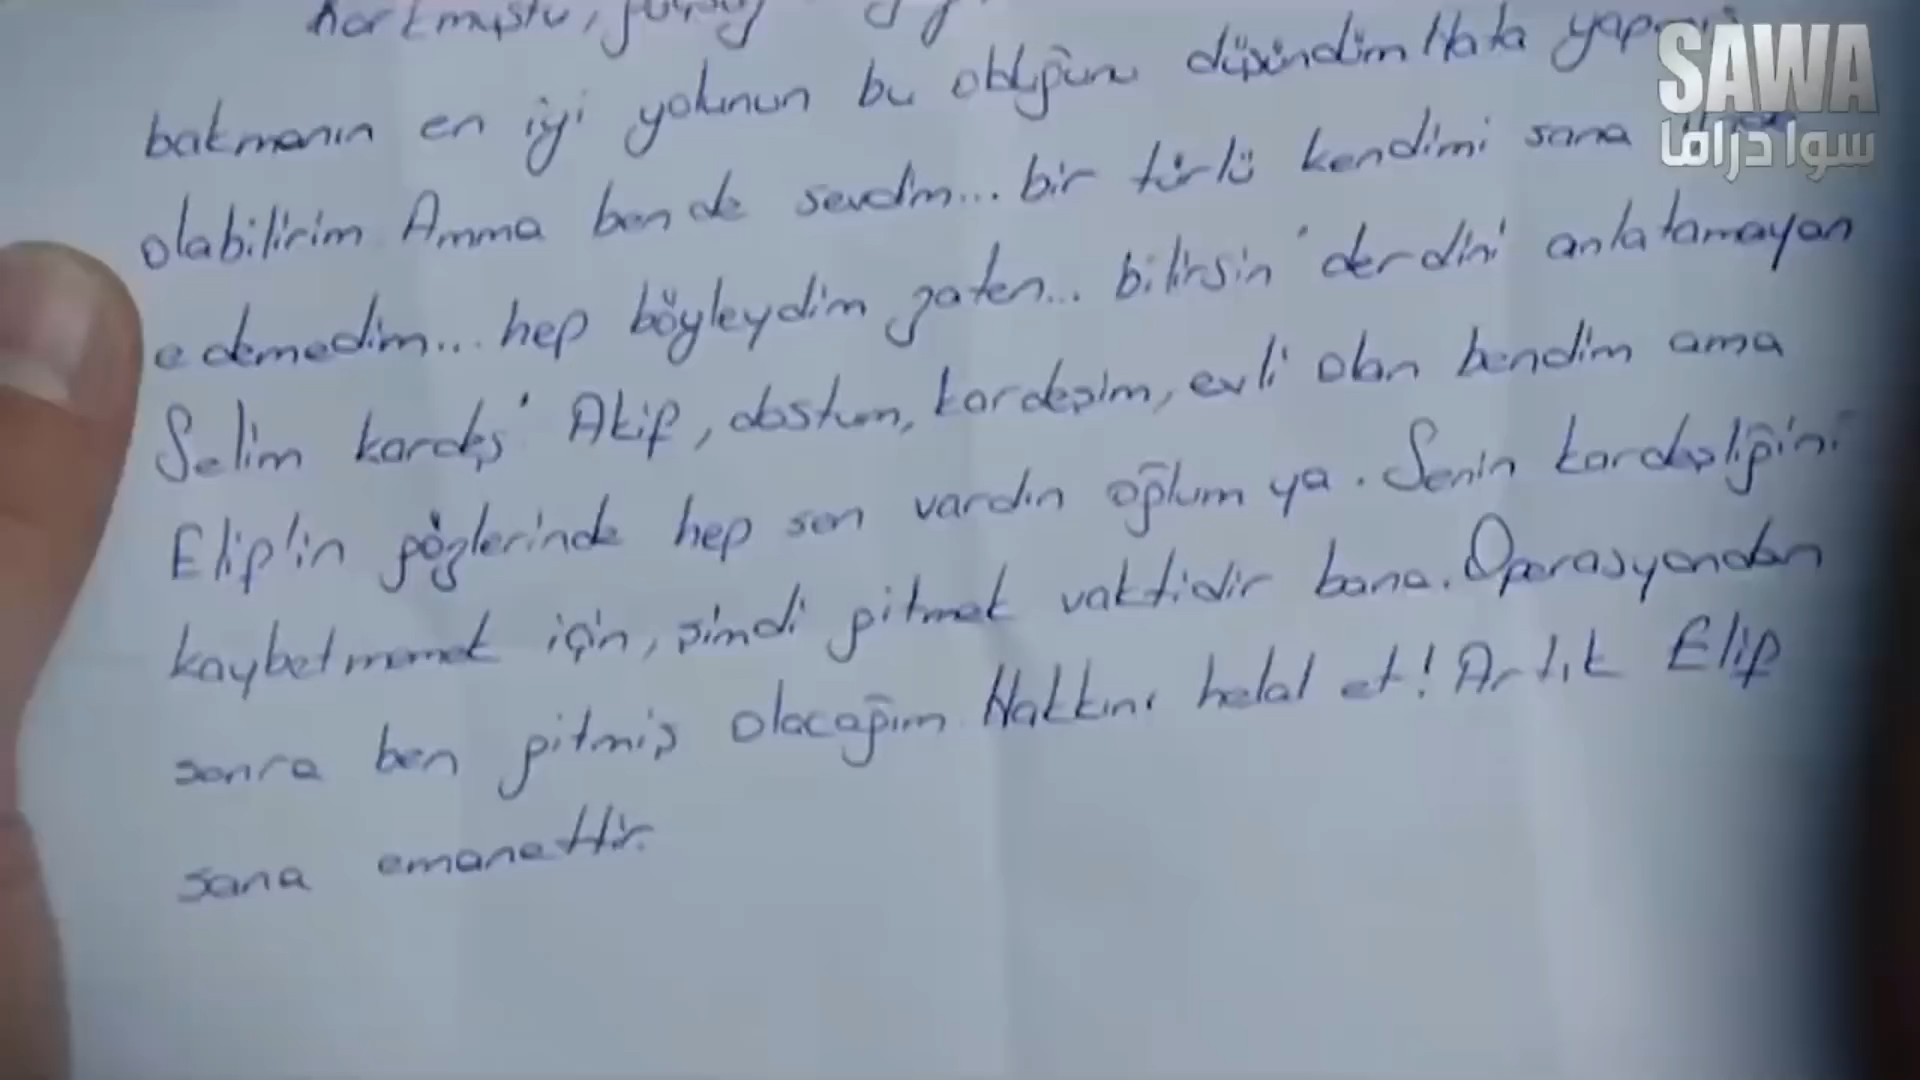 korkmuştu,
bakmanın en iyi yolunun bu olduğunu düşündüm Hata
olabilirim Amma ben de sevdim... bir türlü kendimi sana
edemedim... hep böyleydim zaten... bilirsin 'derdini anlatamayan
Selim kardeş' Akif, dostum, kardeşim, evli olan bendim ama
Elif'in gözlerinde hep sen vardın oğlum ya. Senin kardeşliğini
kaybetmemek için, şimdi gitmek vaktidir bana. Operasyondan
sonra ben gitmiş olacağım Hakkını helal et! Artık Elif
sana emanettir.
SAWA
سوا دراما